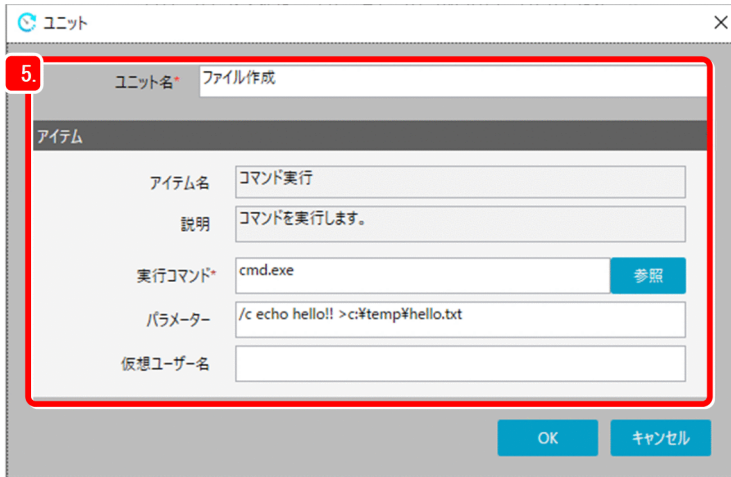 ユニット
5.
ユニット名* ファイル作成
アイテム
アイテム名 コマンド実行
説明 コマンドを実行します。
実行コマンド* cmd.exe 参照
パラメーター /c echo hello!! >c:¥temp¥hello.txt
仮想ユーザー名
OK キャンセル